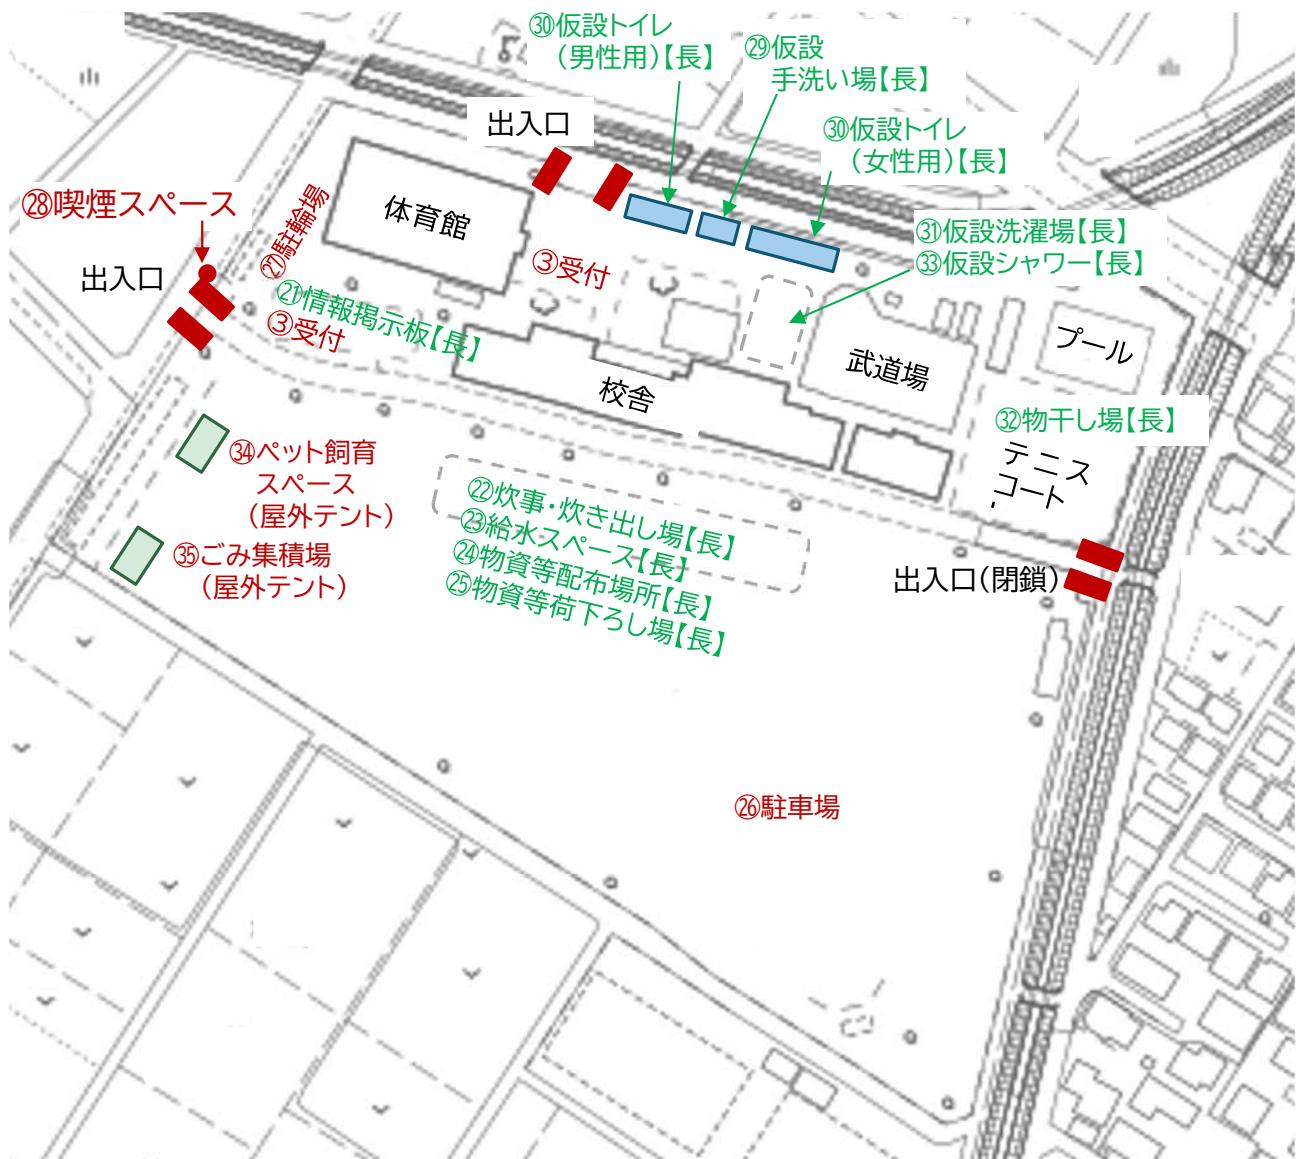 ㉚仮設トイレ
（男性用）【長】
㉙仮設
手洗い場【長】
出入口
㉚仮設トイレ
（女性用）【長】
㉘喫煙スペース
㉗駐輪場
体育館
㉛仮設洗濯場【長】
㉝仮設シャワー【長】
出入口
③受付
㉑情報掲示板【長】
③受付
プール
武道場
校舎
㉜物干し場【長】
テニス
コート
㉞ペット飼育
スペース
（屋外テント）
㉒炊事・炊き出し場【長】
㉓給水スペース【長】
㉔物資等配布場所【長】
㉕物資等荷下ろし場【長】
㉟ごみ集積場
（屋外テント）
出入口（閉鎖）
㉖駐車場